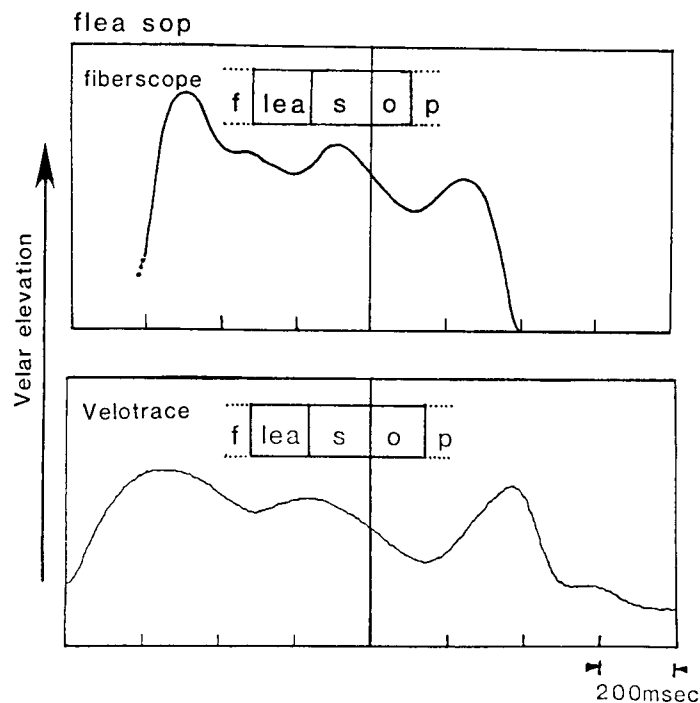 flea sop
fiberscope
f lea s o p
Velar elevation
Velotrace
f lea s o p
200msec